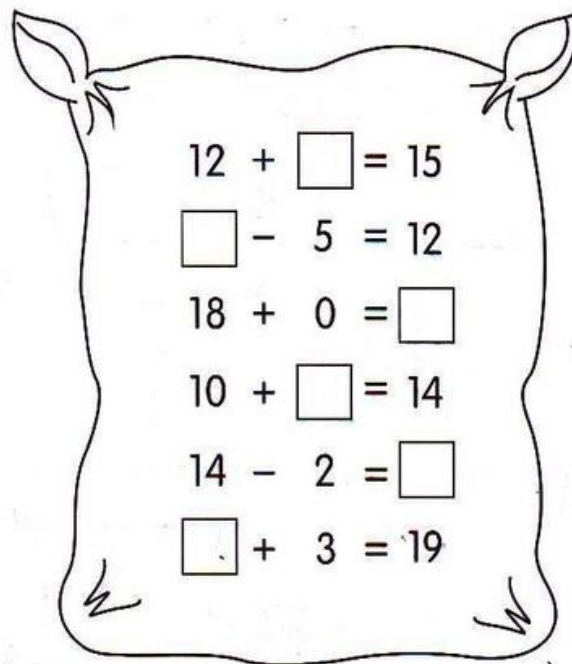 12 + □ = 15
□ - 5 = 12
18 + 0 = □
10 + □ = 14
14 - 2 = □
□ + 3 = 19